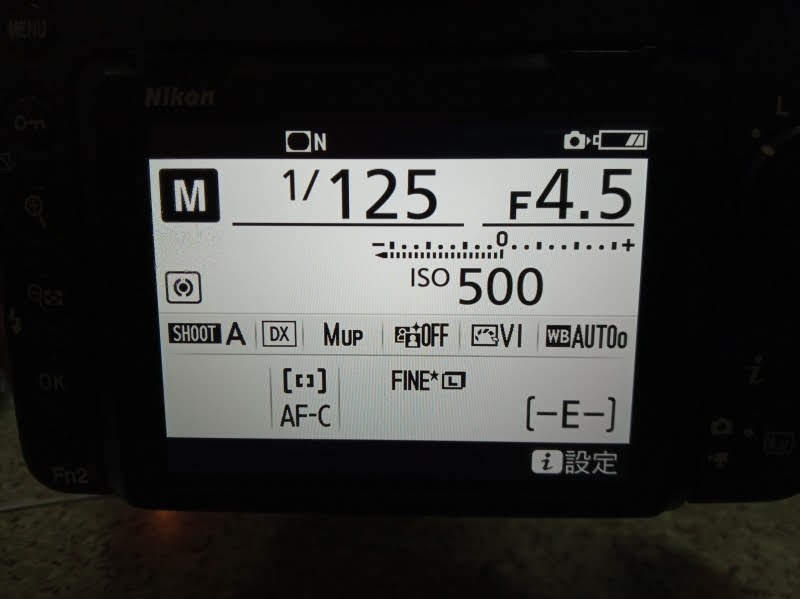 MENU
Nikon
L
N
M 1/125 F4.5
- 0 +
ISO 500
SHOOT A DX MUP OFF VI WB AUTO0
FINE★ L
AF-C [-E-]
OK
i
i 設定
Fn2